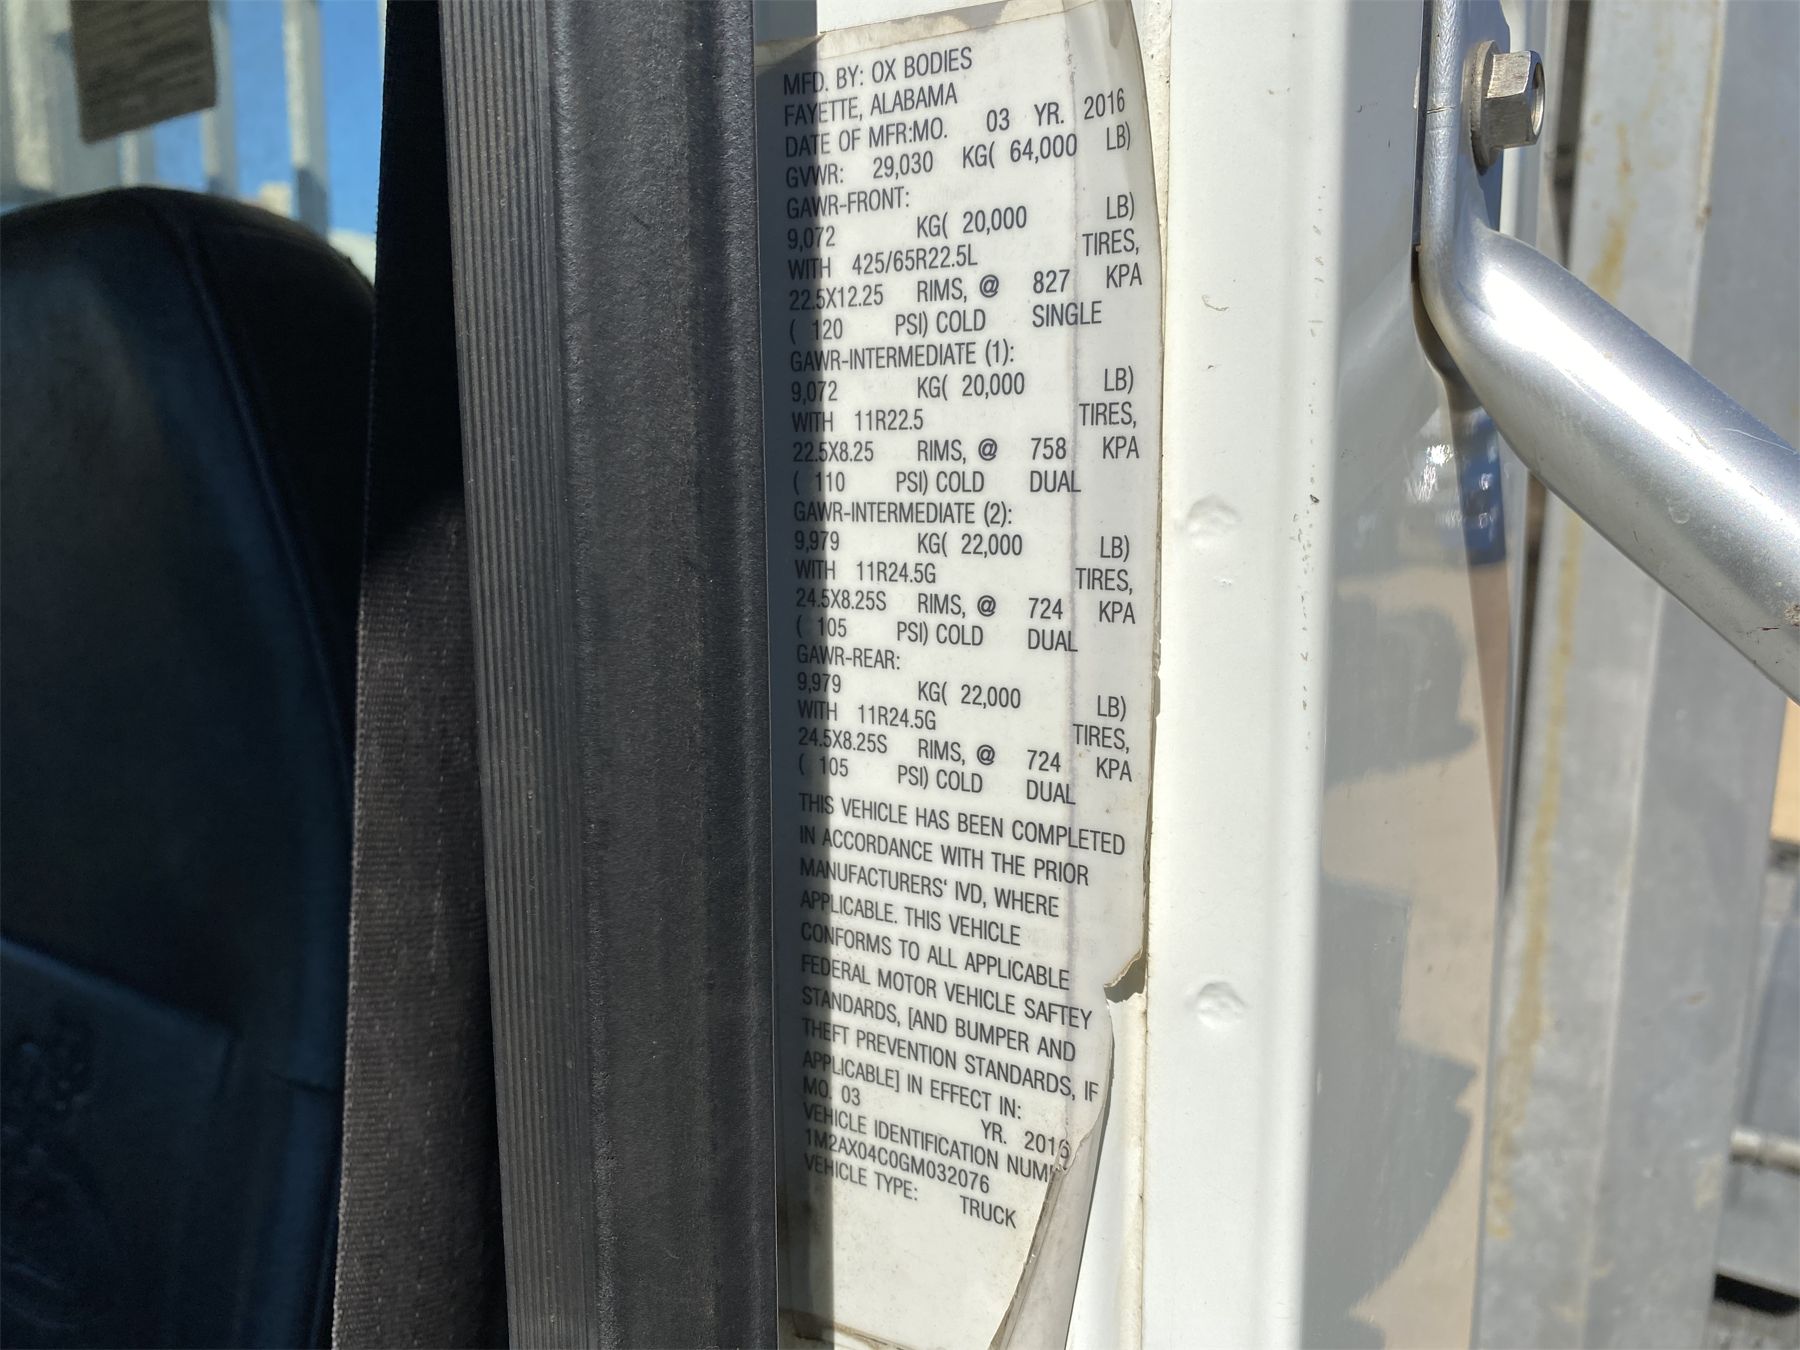 MFD. BY: OX BODIES
FAYETTE, ALABAMA
DATE OF MFR:MO. 03 YR. 2016
GVWR: 29,030 KG( 64,000 LB)
GAWR-FRONT:
9,072 KG( 20,000 LB)
WITH 425/65R22.5L TIRES,
22.5X12.25 RIMS, @ 827 KPA
( 120 PSI) COLD SINGLE
GAWR-INTERMEDIATE (1):
9,072 KG( 20,000 LB)
WITH 11R22.5 TIRES,
22.5X8.25 RIMS, @ 758 KPA
( 110 PSI) COLD DUAL
GAWR-INTERMEDIATE (2):
9,979 KG( 22,000 LB)
WITH 11R24.5G TIRES,
24.5X8.25S RIMS, @ 724 KPA
( 105 PSI) COLD DUAL
GAWR-REAR:
9,979 KG( 22,000 LB)
WITH 11R24.5G TIRES,
24.5X8.25S RIMS, @ 724 KPA
( 105 PSI) COLD DUAL
THIS VEHICLE HAS BEEN COMPLETED
IN ACCORDANCE WITH THE PRIOR
MANUFACTURERS' IVD, WHERE
APPLICABLE. THIS VEHICLE
CONFORMS TO ALL APPLICABLE
FEDERAL MOTOR VEHICLE SAFTEY
STANDARDS, [AND BUMPER AND
THEFT PREVENTION STANDARDS, IF
APPLICABLE] IN EFFECT IN:
MO. 03 YR. 2016
VEHICLE IDENTIFICATION NUM
1M2AX04C0GM032076
VEHICLE TYPE: TRUCK